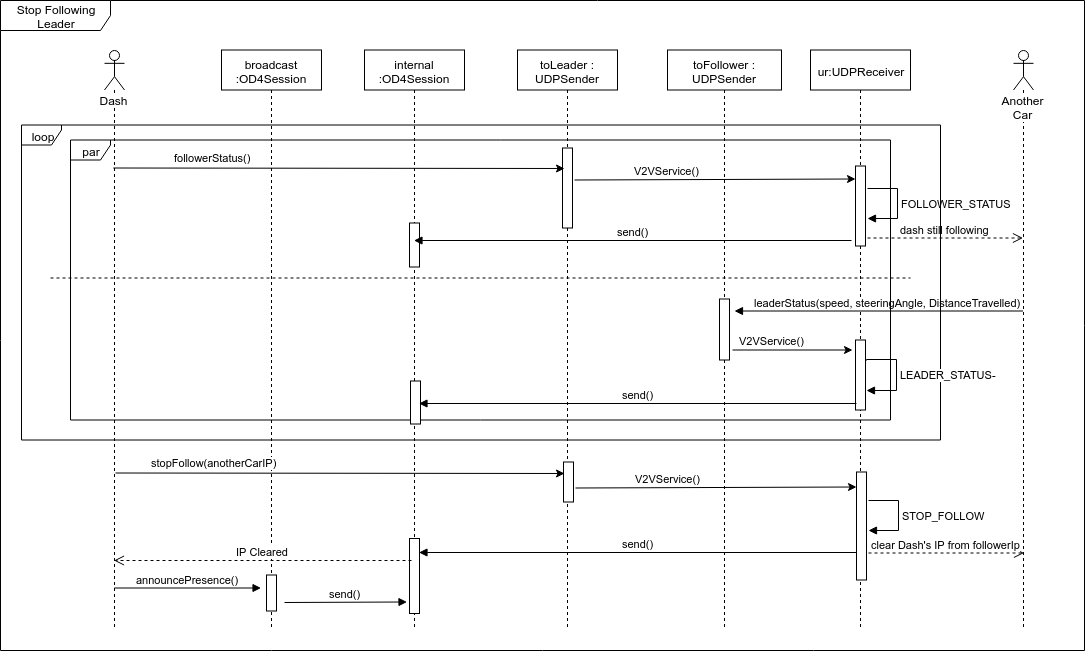 Stop Following
Leader
broadcast
:OD4Session
internal
:OD4Session
toLeader :
UDPSender
toFollower :
UDPSender
ur:UDPReceiver
Dash
Another
Car
loop
par
followerStatus()
V2VService()
FOLLOWER_STATUS
dash still following
send()
leaderStatus(speed, steeringAngle, DistanceTravelled)
V2VService()
LEADER_STATUS-
send()
stopFollow(anotherCarIP)
V2VService()
STOP_FOLLOW
send()
clear Dash's IP from followerIp
IP Cleared
announcePresence()
send()